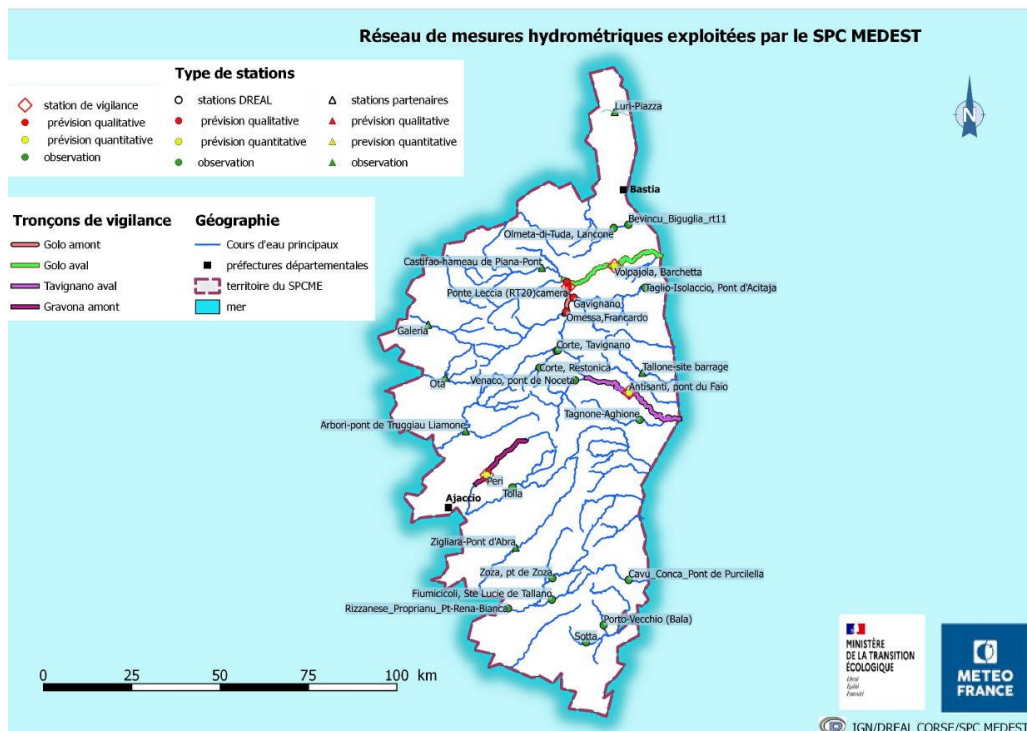 Réseau de mesures hydrométriques exploitées par le SPC MEDEST
Type de stations
station de vigilance
prévision qualitative
prévision quantitative
observation
stations DREAL
prévision qualitative
prévision quantitative
observation
stations partenaires
prévision qualitative
prevision quantitative
observation
Tronçons de vigilance
Golo amont
Golo aval
Tavignano aval
Gravona amont
Géographie
Cours d'eau principaux
préfectures départementales
territoire du SPCME
mer
N
Luri-Piazza
Bastia
Bevincu_Biguglia_rt11
Olmeta-di-Tuda, Lancone
Castifao-hameau de Piana-Pont
Volpajola, Barchetta
Ponte Leccia (RT20)camera
Taglio-Isolaccio, Pont d'Acitaja
Gavignano
Omessa,Francardo
Galeria
Corte, Tavignano
Corte, Restonica
Tallone-site barrage
Ota
Venaco, pont de Noceta
Antisanti, pont du Faio
Tagnone-Aghione
Arbori-pont de Truggiau Liamone
Peri
Tolla
Ajaccio
Zigliara-Pont d'Abra
Zoza, pt de Zoza
Cavu_Conca_Pont de Purcilella
Fiumicicoli, Ste Lucie de Tallano
Rizzanese_Proprianu_Pt-Rena-Bianca
Porto-Vecchio (Bala)
Sotta
0 25 50 75 100 km
MINISTÈRE
DE LA TRANSITION
ÉCOLOGIQUE
Liberté
Égalité
Fraternité
METEO
FRANCE
IGN/DREAL CORSE/SPC MEDEST